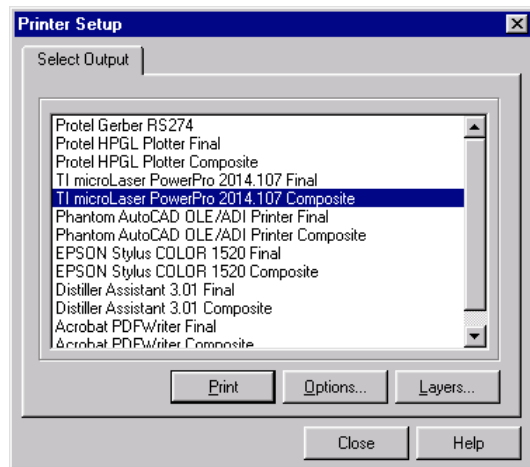 Printer Setup
Select Output
Protel Gerber RS274
Protel HPGL Plotter Final
Protel HPGL Plotter Composite
TI microLaser PowerPro 2014.107 Final
TI microLaser PowerPro 2014.107 Composite
Phantom AutoCAD OLE/ADI Printer Final
Phantom AutoCAD OLE/ADI Printer Composite
EPSON Stylus COLOR 1520 Final
EPSON Stylus COLOR 1520 Composite
Distiller Assistant 3.01 Final
Distiller Assistant 3.01 Composite
Acrobat PDFWriter Final
Acrobat PDFWriter Composite
Print Options... Layers...
Close Help